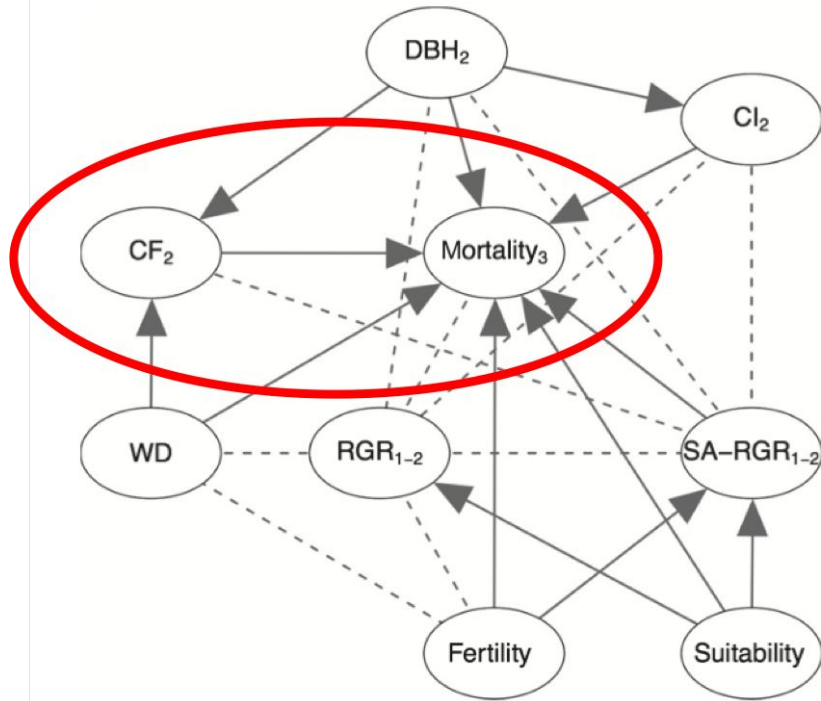 DBH₂
CI₂
CF₂
Mortality₃
WD
RGR₁₋₂
SA–RGR₁₋₂
Fertility
Suitability